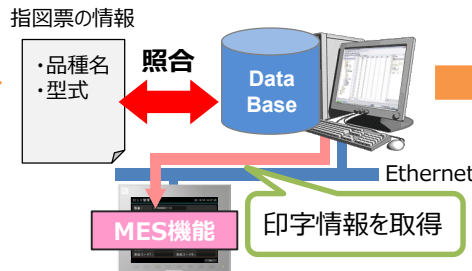 指図票の情報
・品種名
・型式
照合
Data
Base
Ethernet
MES機能
印字情報を取得